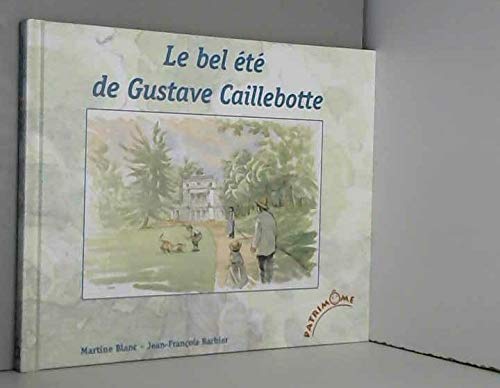 Le bel été
de Gustave Caillebotte
PATRIMÔME
Martine Blanc - Jean-François Barbier